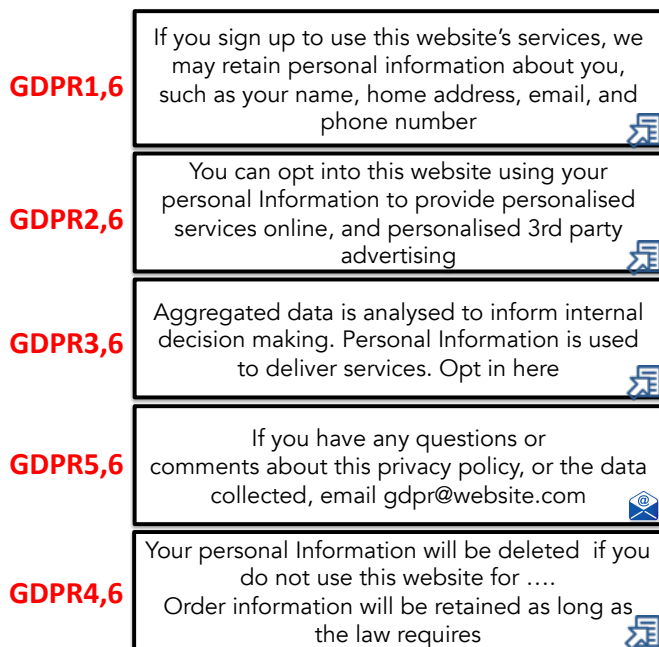 GDPR1,6
If you sign up to use this website’s services, we
may retain personal information about you,
such as your name, home address, email, and
phone number
GDPR2,6
You can opt into this website using your
personal Information to provide personalised
services online, and personalised 3rd party
advertising
GDPR3,6
Aggregated data is analysed to inform internal
decision making. Personal Information is used
to deliver services. Opt in here
GDPR5,6
If you have any questions or
comments about this privacy policy, or the data
collected, email gdpr@website.com
@
GDPR4,6
Your personal Information will be deleted if you
do not use this website for ….
Order information will be retained as long as
the law requires